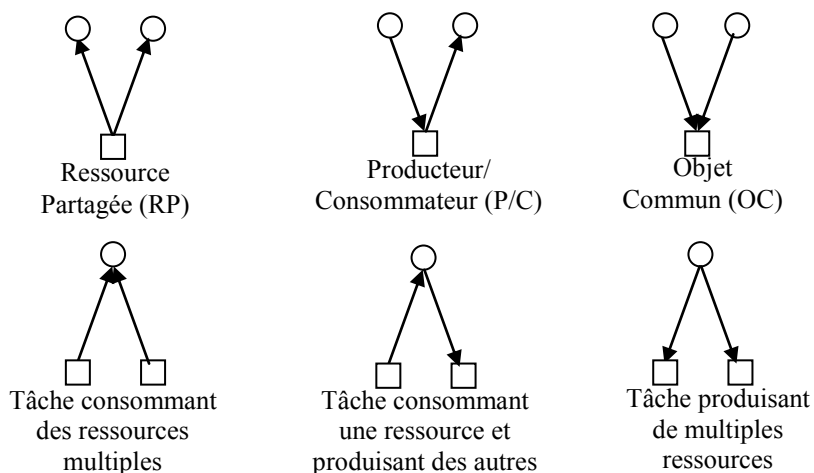 Ressource
Partagée (RP)
Producteur/
Consommateur (P/C)
Objet
Commun (OC)
Tâche consommant
des ressources
multiples
Tâche consommant
une ressource et
produisant des autres
Tâche produisant
de multiples
ressources